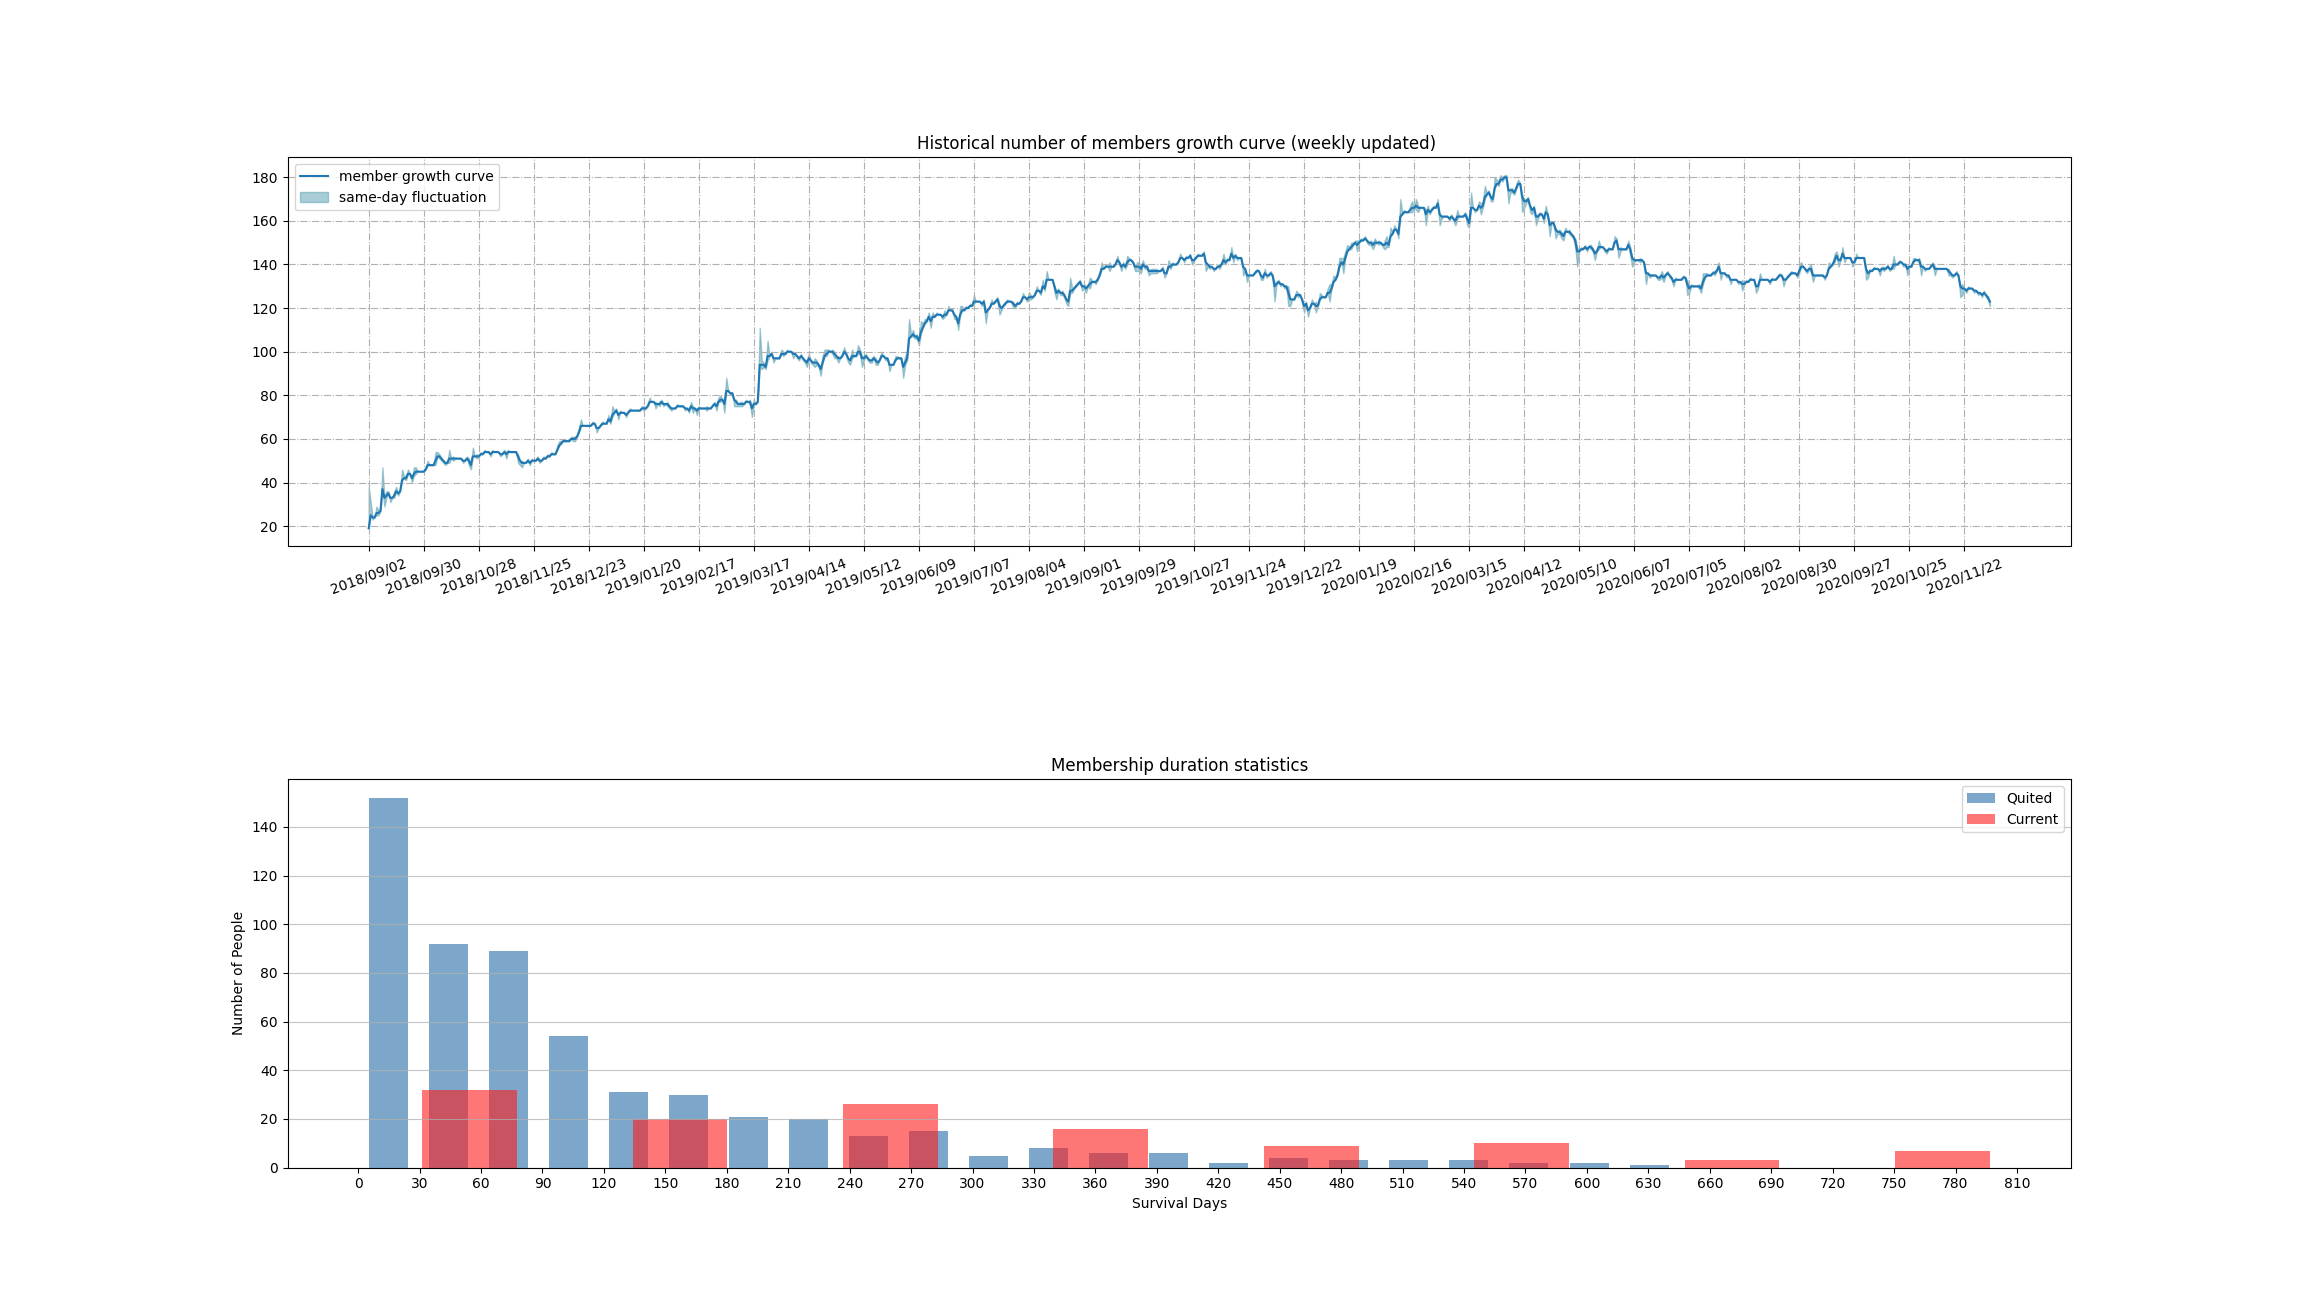 Historical number of members growth curve (weekly updated)
member growth curve
same-day fluctuation
180
160
140
120
100
80
60
40
20
2018/09/02 2018/09/30 2018/10/28 2018/11/25 2018/12/23 2019/01/20 2019/02/17 2019/03/17 2019/04/14 2019/05/12 2019/06/09 2019/07/07 2019/08/04 2019/09/01 2019/09/29 2019/10/27 2019/11/24 2019/12/22 2020/01/19 2020/02/16 2020/03/15 2020/04/12 2020/05/10 2020/06/07 2020/07/05 2020/08/02 2020/08/30 2020/09/27 2020/10/25 2020/11/22
Membership duration statistics
Quited
Current
Number of People
140
120
100
80
60
40
20
0
0 30 60 90 120 150 180 210 240 270 300 330 360 390 420 450 480 510 540 570 600 630 660 690 720 750 780 810
Survival Days